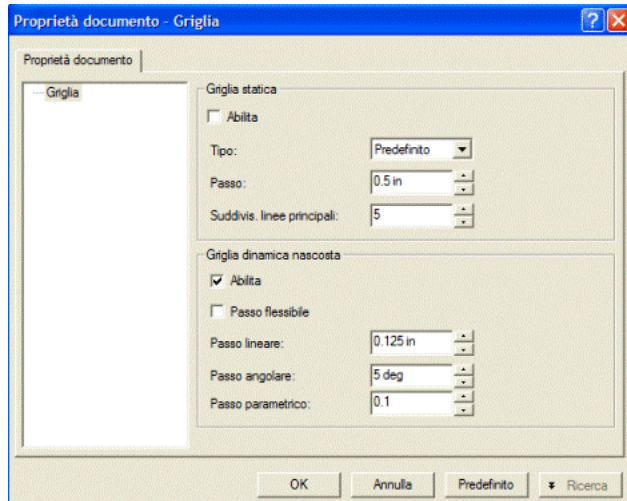 Proprietà documento - Griglia
Proprietà documento
Griglia
Griglia statica
Abilita
Tipo: Predefinito
Passo: 0.5 in
Suddivis. linee principali: 5
Griglia dinamica nascosta
Abilita
Passo flessibile
Passo lineare: 0.125 in
Passo angolare: 5 deg
Passo parametrico: 0.1
OK Annulla Predefinito Ricerca